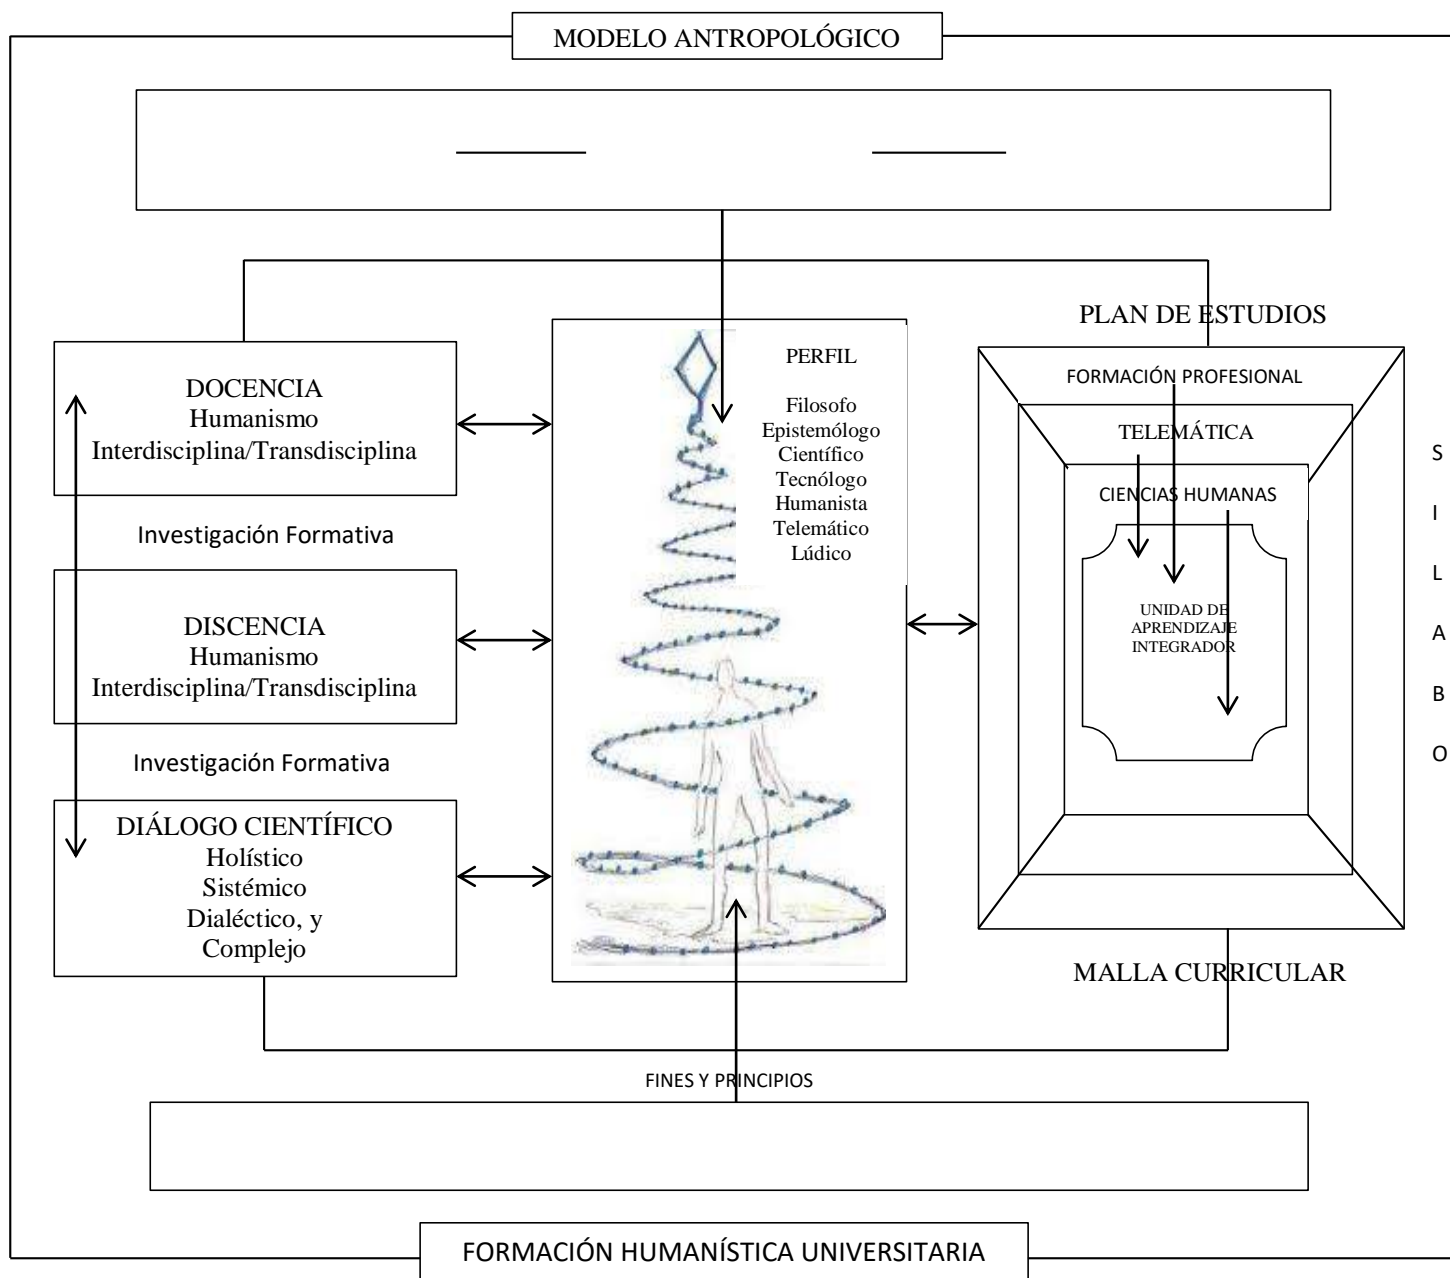 MODELO ANTROPOLÓGICO
DOCENCIA
Humanismo
Interdisciplina/Transdisciplina
Investigación Formativa
DISCENCIA
Humanismo
Interdisciplina/Transdisciplina
Investigación Formativa
DIÁLOGO CIENTÍFICO
Holístico
Sistémico
Dialéctico, y
Complejo
PERFIL
Filosofo
Epistemólogo
Científico
Tecnólogo
Humanista
Telemático
Lúdico
PLAN DE ESTUDIOS
FORMACIÓN PROFESIONAL
TELEMÁTICA
CIENCIAS HUMANAS
UNIDAD DE
APRENDIZAJE
INTEGRADOR
MALLA CURRICULAR
S
I
L
A
B
O
FINES Y PRINCIPIOS
FORMACIÓN HUMANÍSTICA UNIVERSITARIA